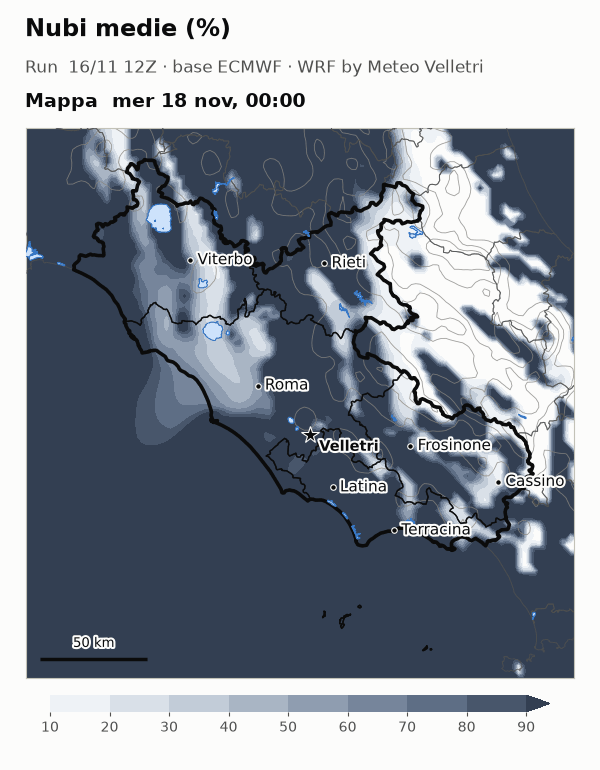 Nubi medie (%)
Run  16/11 12Z · base ECMWF · WRF by Meteo Velletri
Mappa  mer 18 nov, 00:00
Viterbo
Rieti
Roma
Velletri
Frosinone
Cassino
Latina
Terracina
50 km
10 20 30 40 50 60 70 80 90